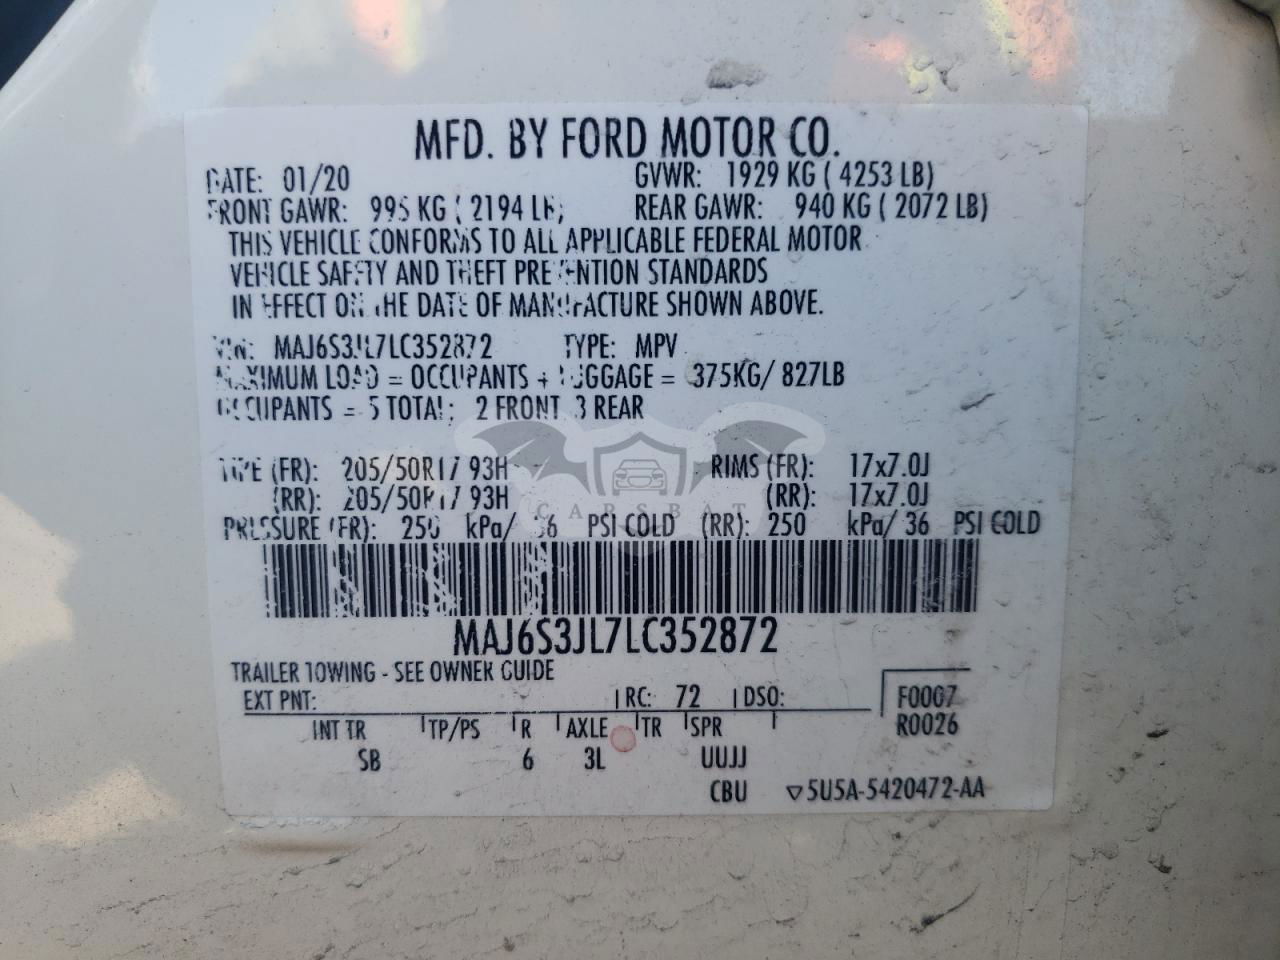 MFD. BY FORD MOTOR CO.
DATE: 01/20 GVWR: 1929 KG ( 4253 LB)
FRONT GAWR: 995 KG ( 2194 LB) REAR GAWR: 940 KG ( 2072 LB)
THIS VEHICLE CONFORMS TO ALL APPLICABLE FEDERAL MOTOR
VEHICLE SAFETY AND THEFT PREVENTION STANDARDS
IN EFFECT ON THE DATE OF MANUFACTURE SHOWN ABOVE.
VIN: MAJ6S3JL7LC352872 TYPE: MPV
MAXIMUM LOAD = OCCUPANTS + LUGGAGE = 375KG/ 827LB
OCCUPANTS = 5 TOTAL: 2 FRONT, 3 REAR
TIRE (FR): 205/50R17 93H RIMS (FR): 17x7.0J
(RR): 205/50R17 93H (RR): 17x7.0J
CARSBAT
PRESSURE (FR): 250 kPa/ 36 PSI COLD (RR): 250 kPa/ 36 PSI COLD
MAJ6S3JL7LC352872
TRAILER TOWING - SEE OWNER GUIDE
EXT PNT: RC: 72 DSO: F0007
INT TR TP/PS R AXLE TR SPR R0026
SB 6 3L UUJJ
CBU ▽5U5A-5420472-AA